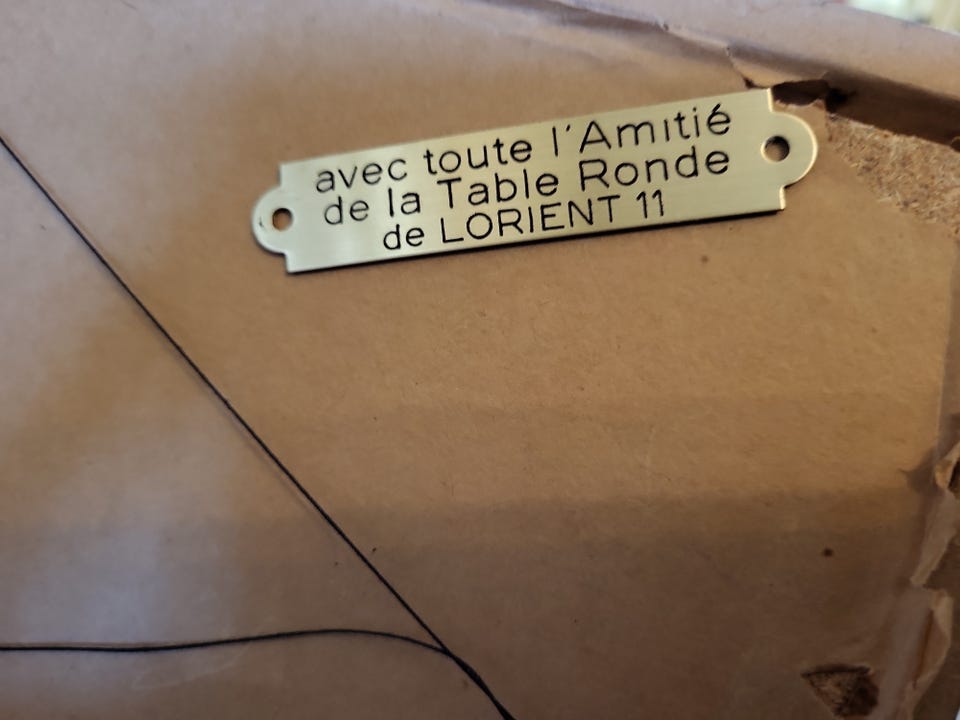 avec toute l'Amitié
de la Table Ronde
de LORIENT 11